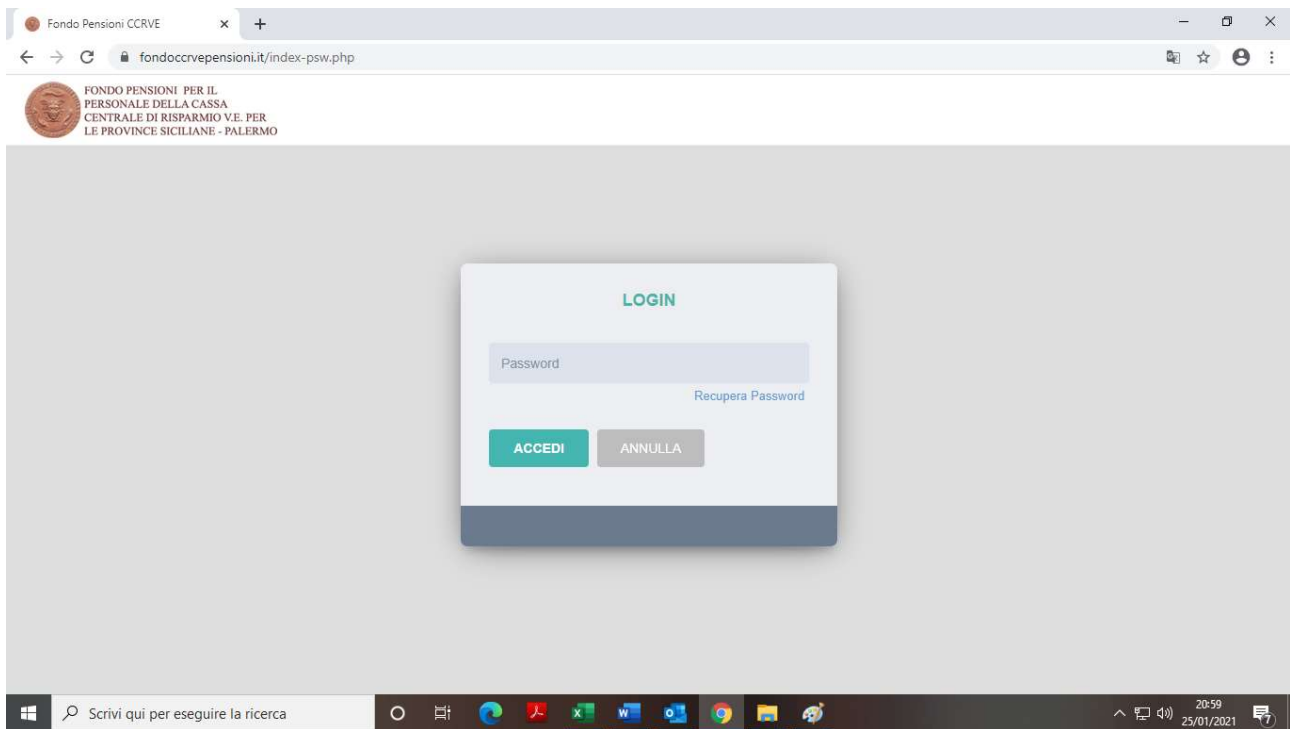 Fondo Pensioni CCRVE
fondoccrvepensioni.it/index-psw.php
FONDO PENSIONI PER IL
PERSONALE DELLA CASSA
CENTRALE DI RISPARMIO V.E. PER
LE PROVINCE SICILIANE - PALERMO
LOGIN
Password
Recupera Password
ACCEDI ANNULLA
Scrivi qui per eseguire la ricerca
20:59
25/01/2021
7